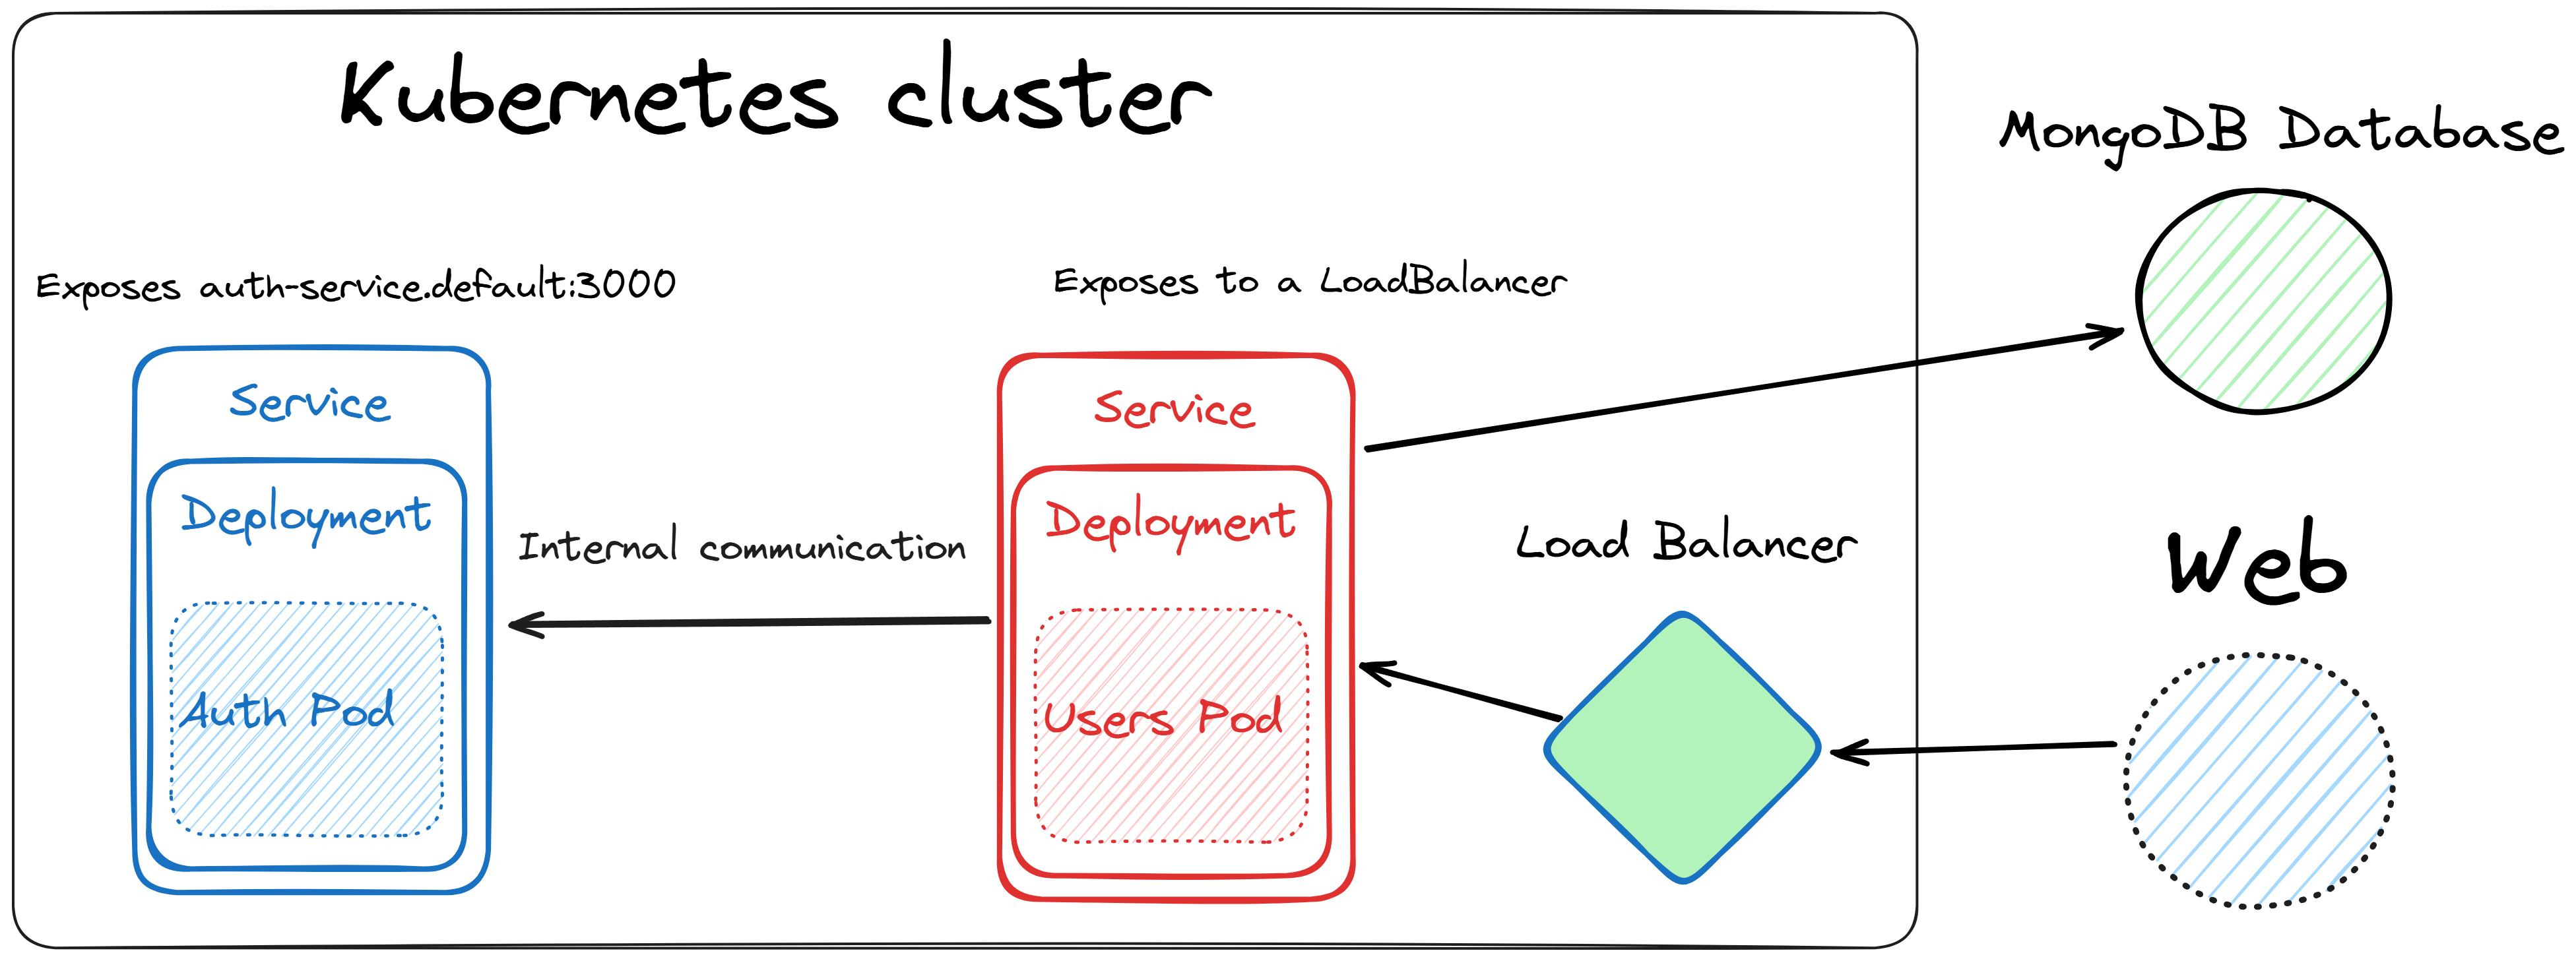 Kubernetes cluster
MongoDB Database
Exposes auth-service.default:3000
Exposes to a LoadBalancer
Service
Deployment
Auth Pod
Internal communication
Service
Deployment
Users Pod
Load Balancer
Web